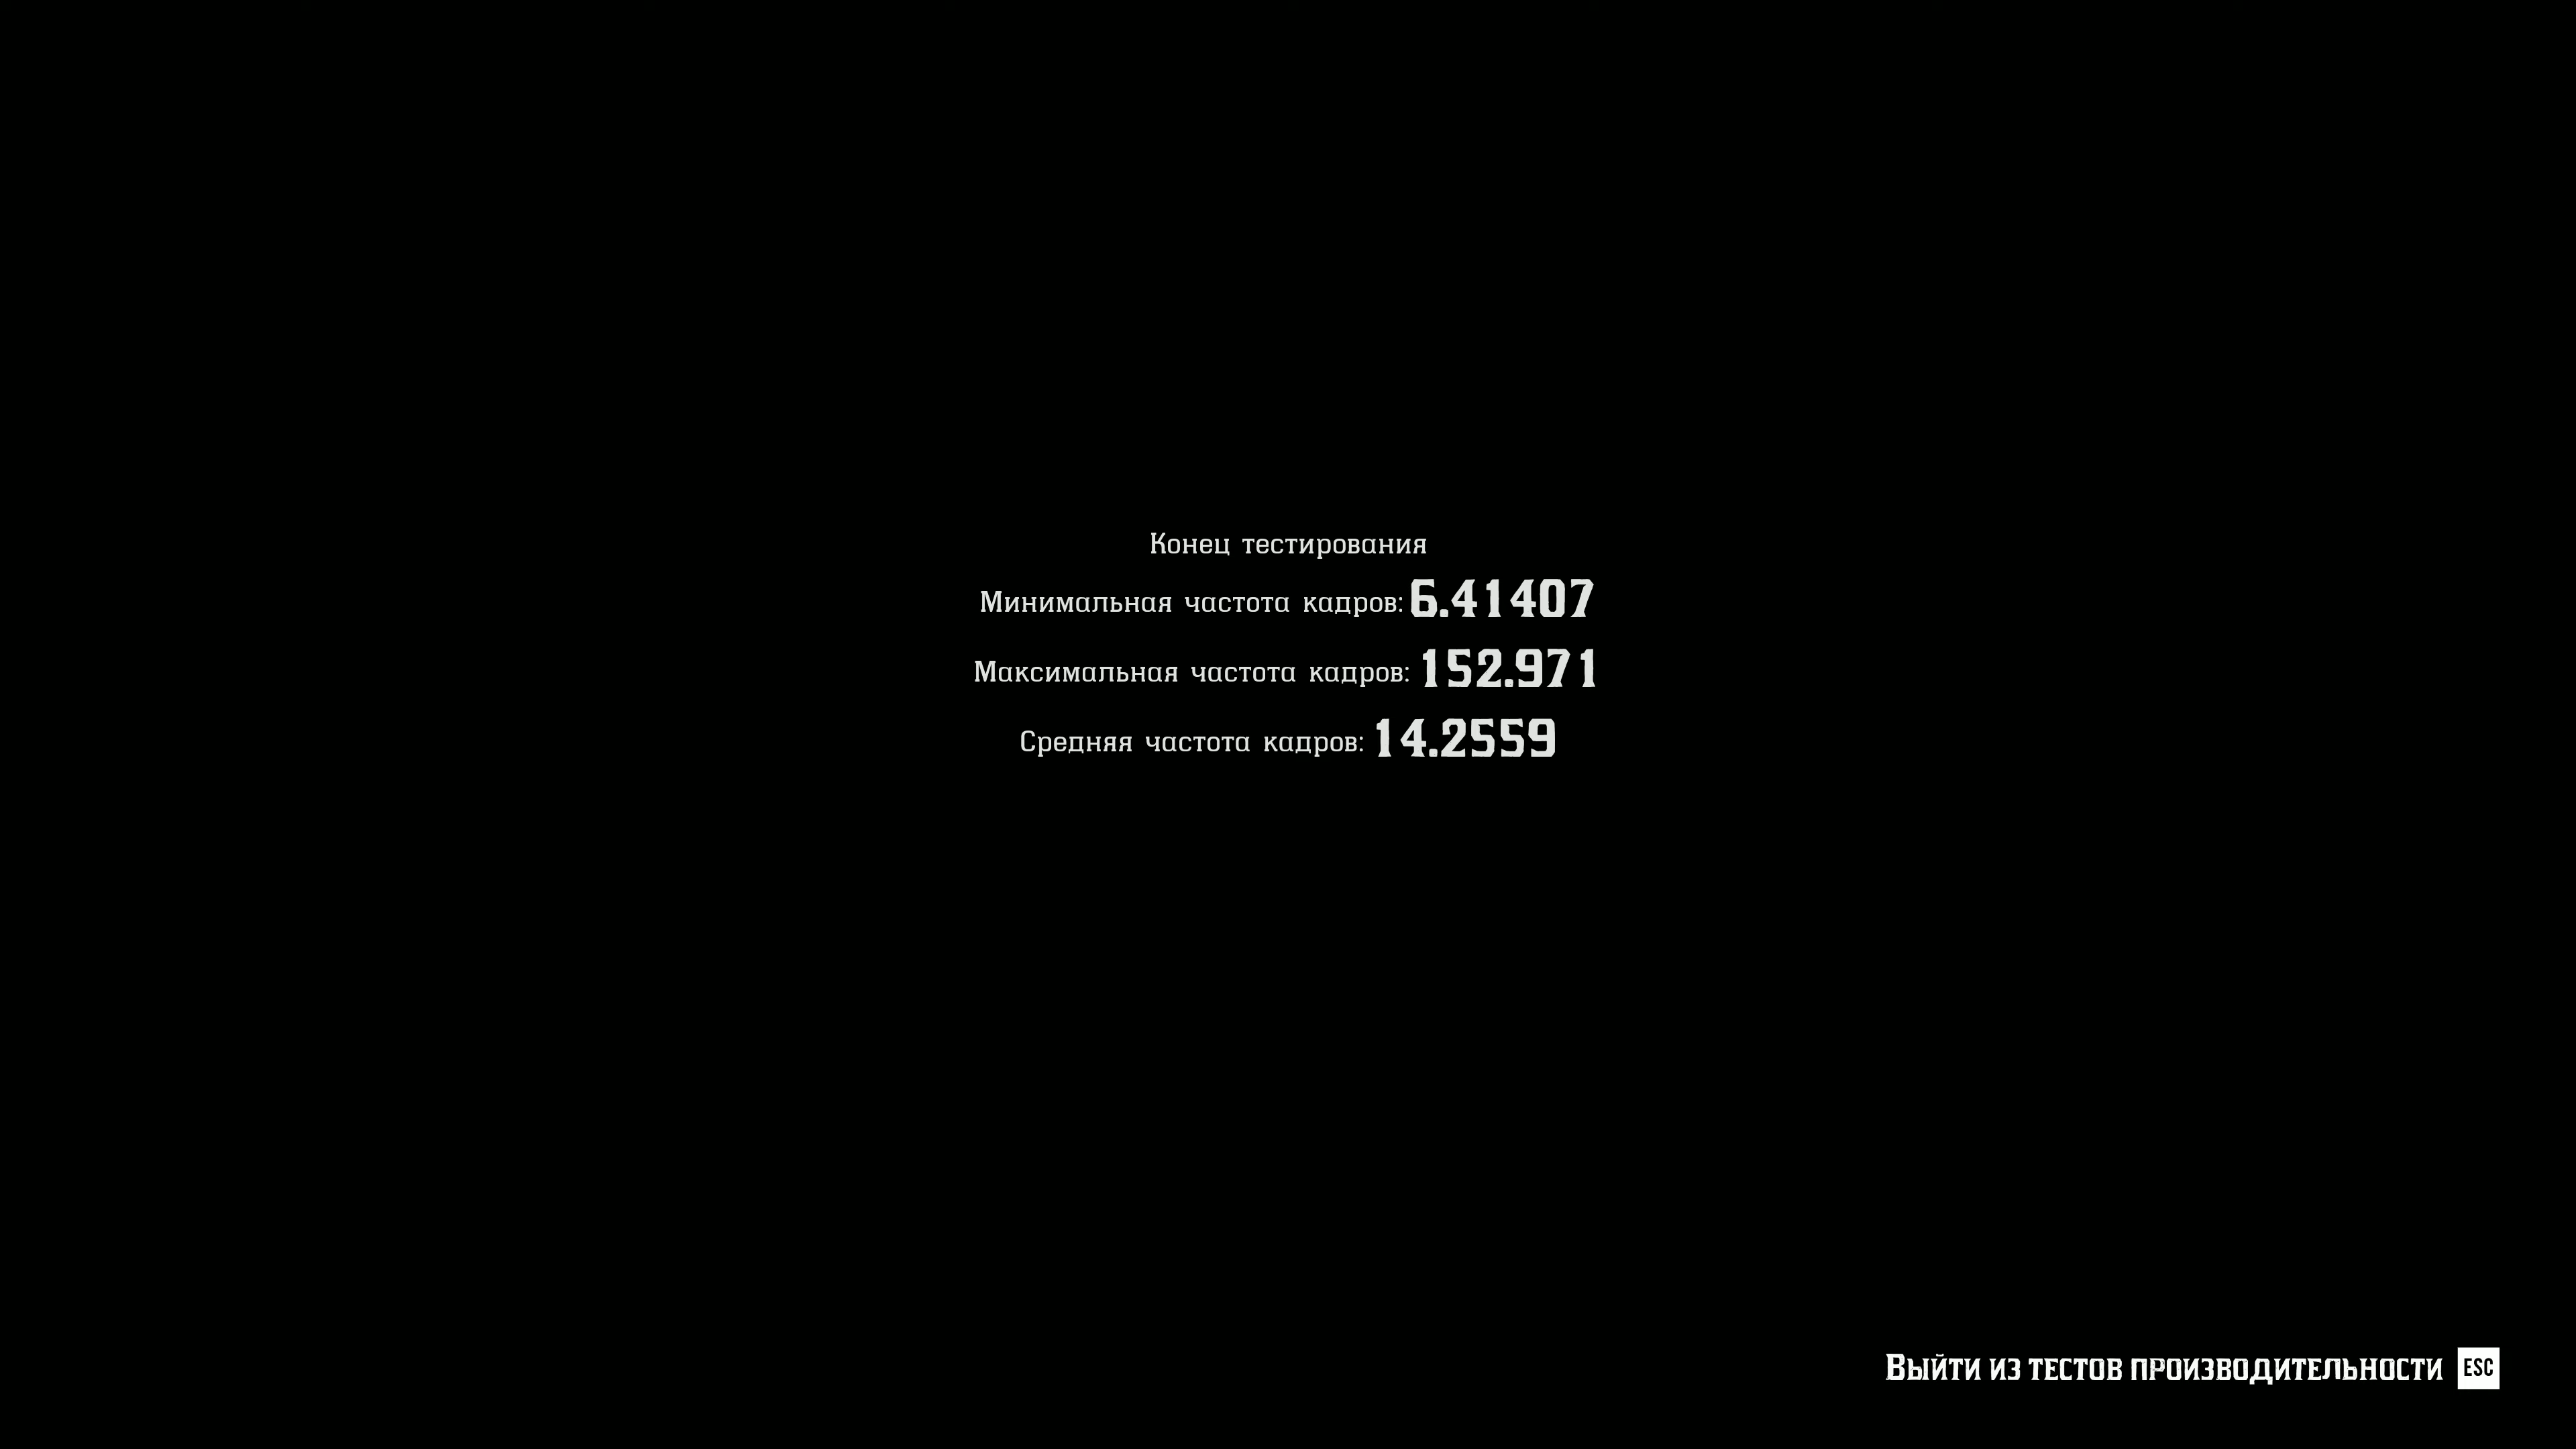 Конец тестирования
Минимальная частота кадров: 6.41407
Максимальная частота кадров: 152.971
Средняя частота кадров: 14.2559
Выйти из тестов производительности ESC